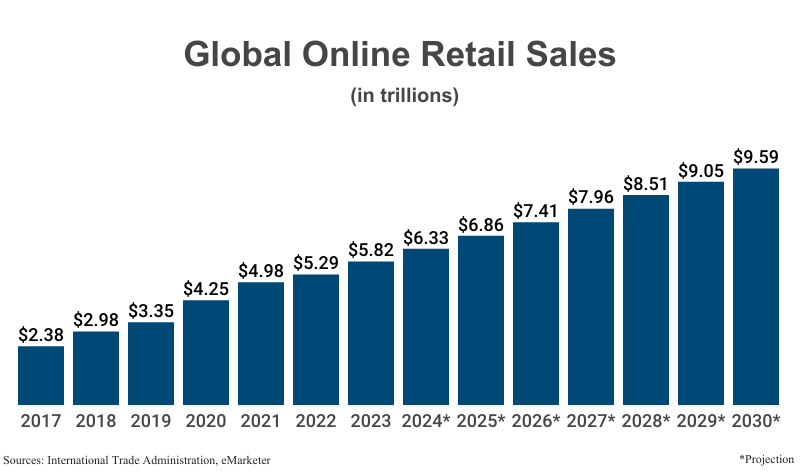 Global Online Retail Sales
(in trillions)
$2.38
$2.98
$3.35
$4.25
$4.98
$5.29
$5.82
$6.33
$6.86
$7.41
$7.96
$8.51
$9.05
$9.59
2017 2018 2019 2020 2021 2022 2023 2024* 2025* 2026* 2027* 2028* 2029* 2030*
Sources: International Trade Administration, eMarketer
*Projection